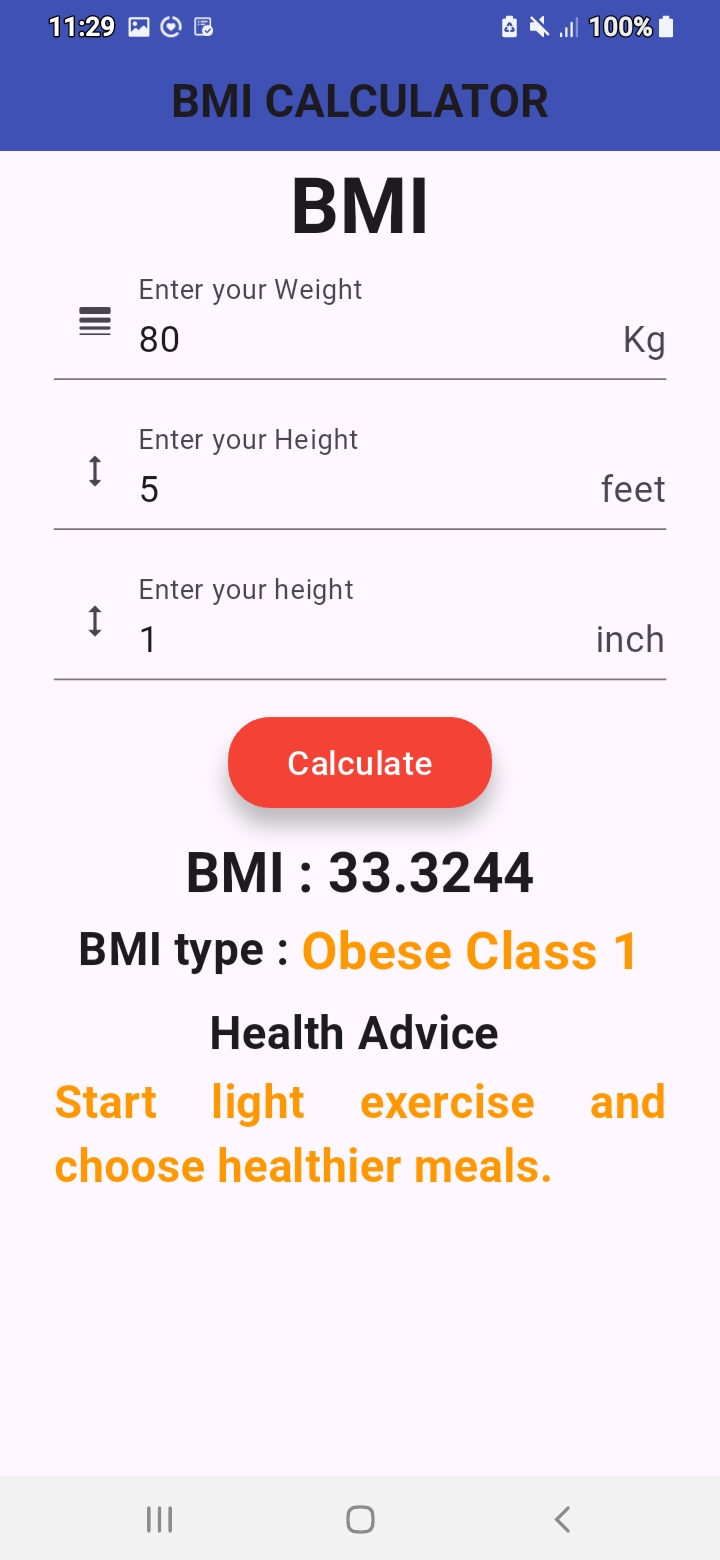 11:29 100%
BMI CALCULATOR
BMI
Enter your Weight
80 Kg
Enter your Height
5 feet
Enter your height
1 inch
Calculate
BMI : 33.3244
BMI type : Obese Class 1
Health Advice
Start light exercise and
choose healthier meals.